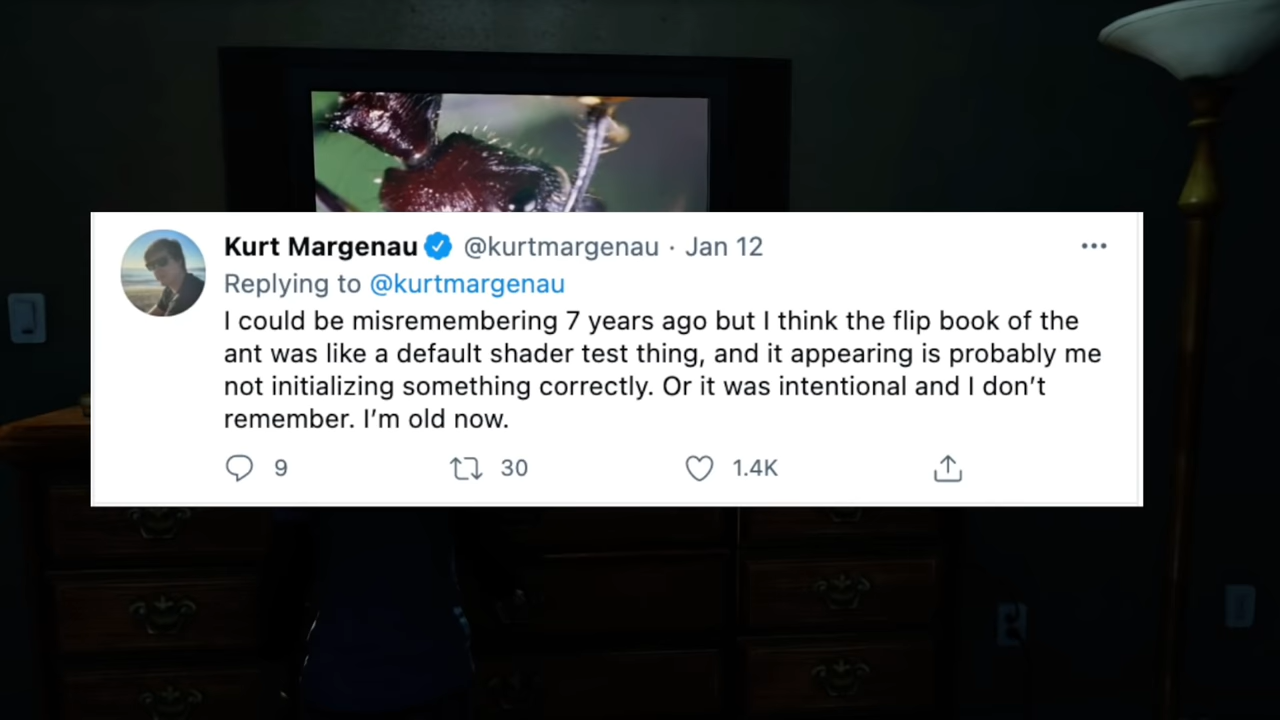 Kurt Margenau @kurtmargenau · Jan 12
Replying to @kurtmargenau
I could be misremembering 7 years ago but I think the flip book of the
ant was like a default shader test thing, and it appearing is probably me
not initializing something correctly. Or it was intentional and I don’t
remember. I’m old now.
9 30 1.4K